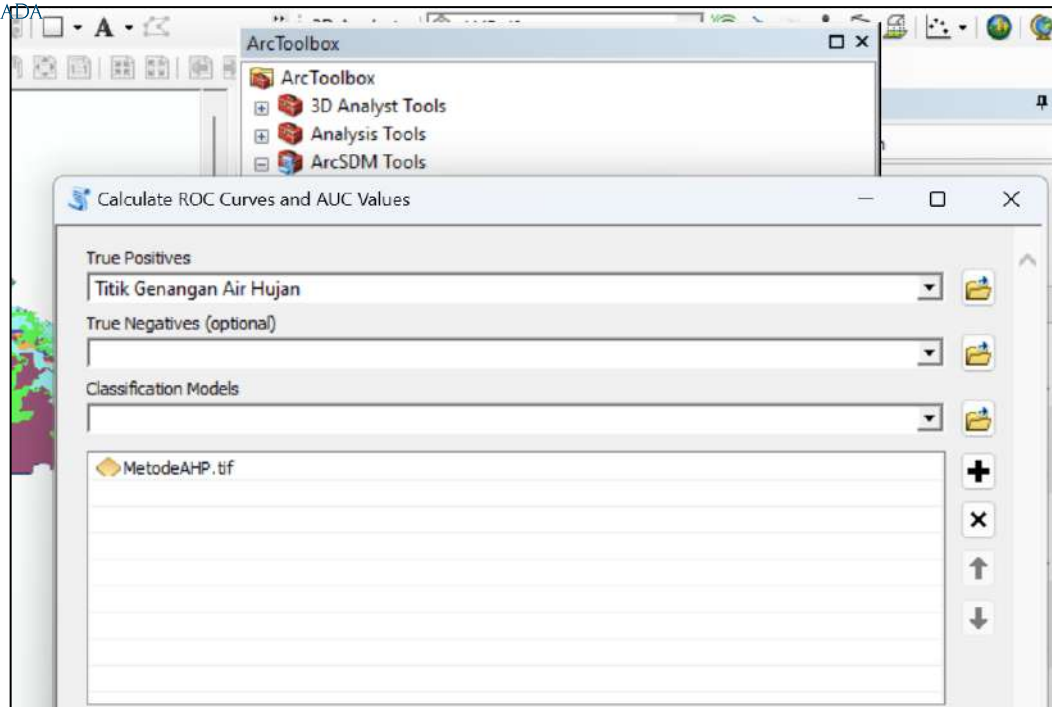 ADA
A
ArcToolbox
ArcToolbox
3D Analyst Tools
Analysis Tools
ArcSDM Tools
Calculate ROC Curves and AUC Values
True Positives
Titik Genangan Air Hujan
True Negatives (optional)
Classification Models
MetodeAHP.tif